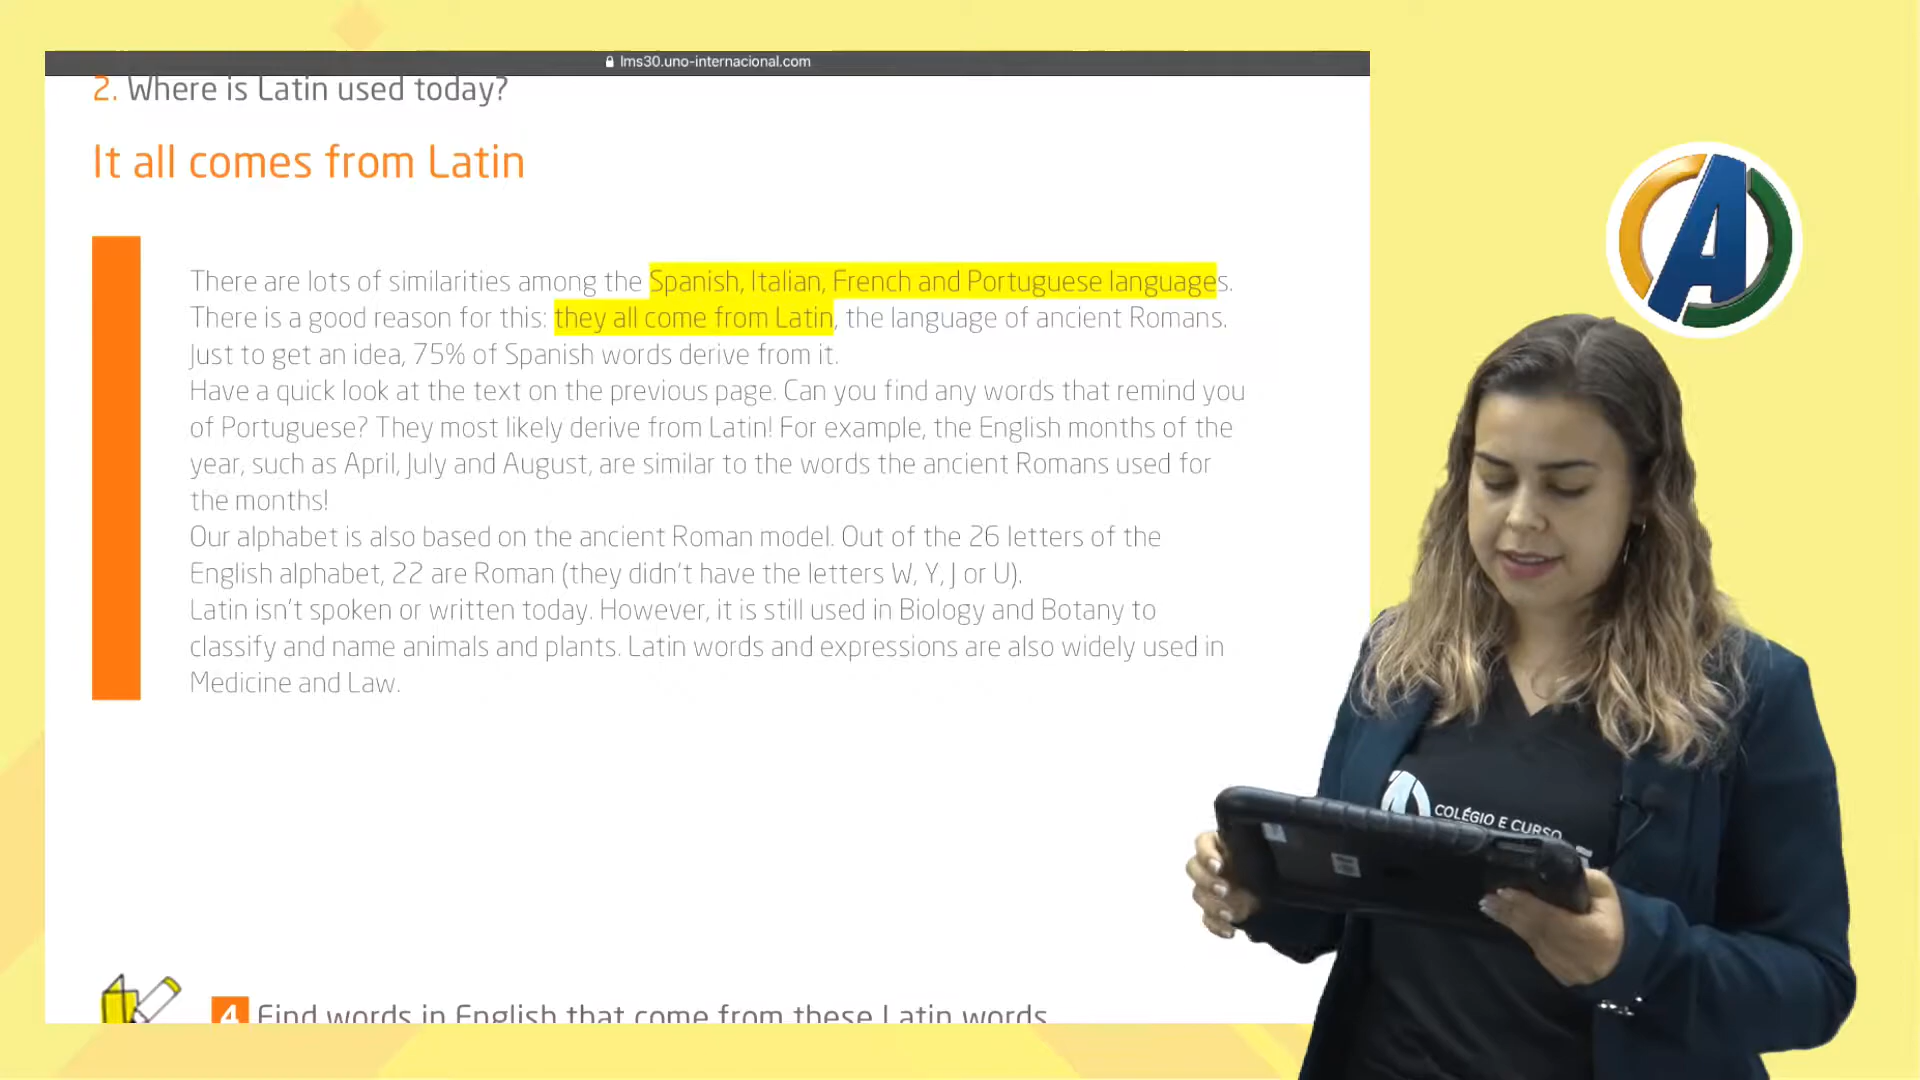 lms30.uno-internacional.com
2. Where is Latin used today?
It all comes from Latin
There are lots of similarities among the Spanish, Italian, French and Portuguese languages.
There is a good reason for this: they all come from Latin, the language of ancient Romans.
Just to get an idea, 75% of Spanish words derive from it.
Have a quick look at the text on the previous page. Can you find any words that remind you
of Portuguese? They most likely derive from Latin! For example, the English months of the
year, such as April, July and August, are similar to the words the ancient Romans used for
the months!
Our alphabet is also based on the ancient Roman model. Out of the 26 letters of the
English alphabet, 22 are Roman (they didn't have the letters W, Y, J or U).
Latin isn't spoken or written today. However, it is still used in Biology and Botany to
classify and name animals and plants. Latin words and expressions are also widely used in
Medicine and Law.
4 Find words in English that come from these Latin words
A
COLÉGIO E CURSO